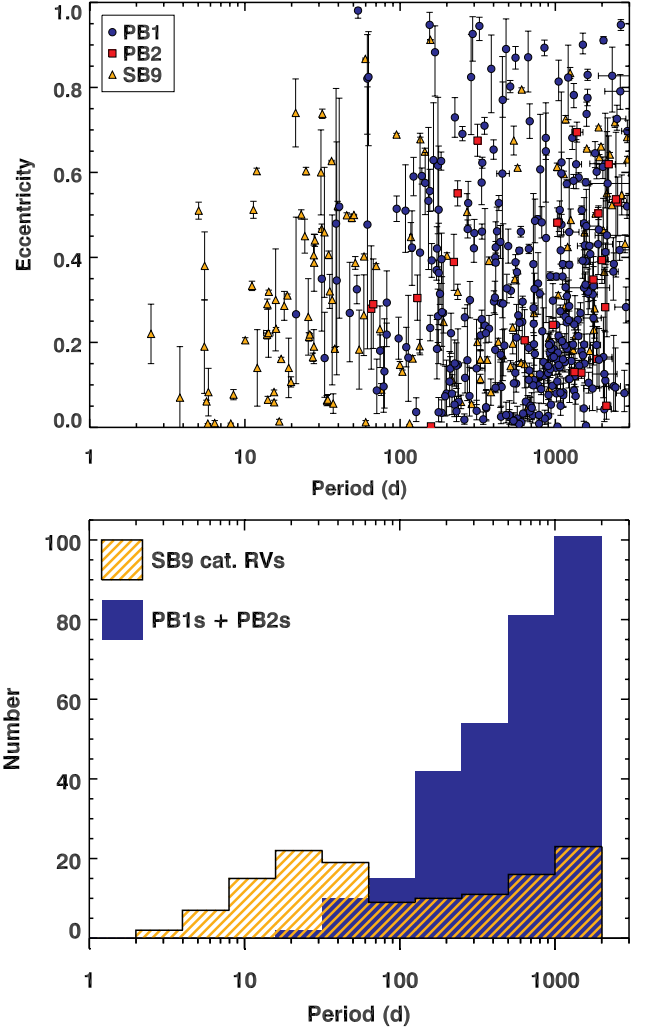 1.0
PB1
PB2
SB9
0.8
0.6
Eccentricity
0.4
0.2
0.0
1 10 100 1000
Period (d)
100
SB9 cat. RVs
PB1s + PB2s
80
60
Number
40
20
0
1 10 100 1000
Period (d)